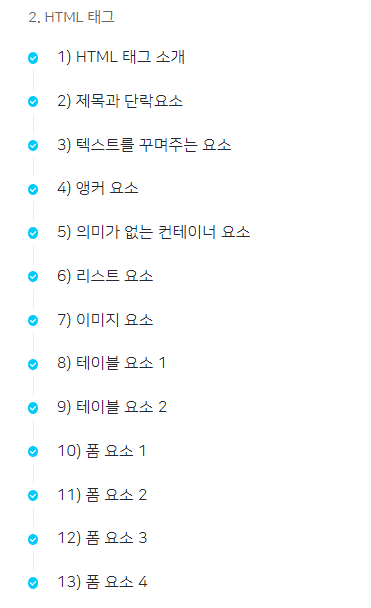 2. HTML 태그
1) HTML 태그 소개
2) 제목과 단락요소
3) 텍스트를 꾸며주는 요소
4) 앵커 요소
5) 의미가 없는 컨테이너 요소
6) 리스트 요소
7) 이미지 요소
8) 테이블 요소 1
9) 테이블 요소 2
10) 폼 요소 1
11) 폼 요소 2
12) 폼 요소 3
13) 폼 요소 4